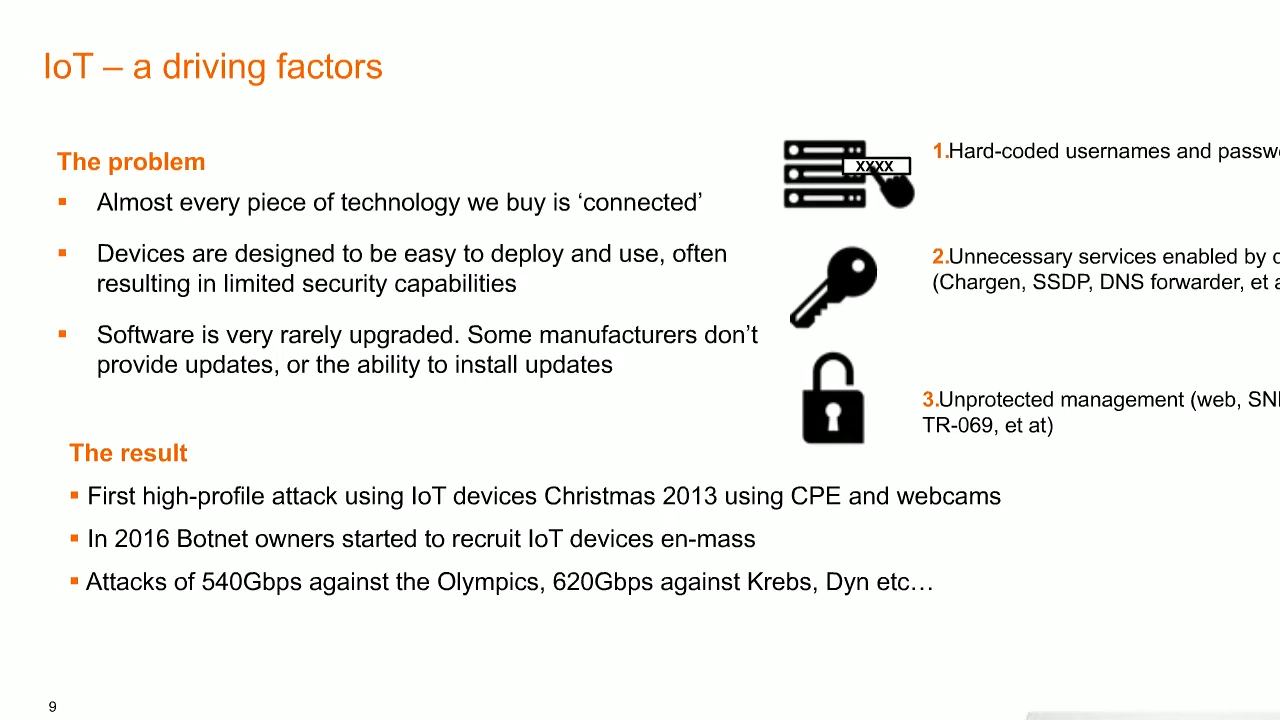 IoT – a driving factors
The problem
▪ Almost every piece of technology we buy is ‘connected’
▪ Devices are designed to be easy to deploy and use, often
resulting in limited security capabilities
▪ Software is very rarely upgraded. Some manufacturers don’t
provide updates, or the ability to install updates
XXXX
1.Hard-coded usernames and
2.Unnecessary services enabled by
(Chargen, SSDP, DNS forwarder, et
3.Unprotected management (web,
TR-069, et at)
The result
▪ First high-profile attack using IoT devices Christmas 2013 using CPE and webcams
▪ In 2016 Botnet owners started to recruit IoT devices en-mass
▪ Attacks of 540Gbps against the Olympics, 620Gbps against Krebs, Dyn etc…
9